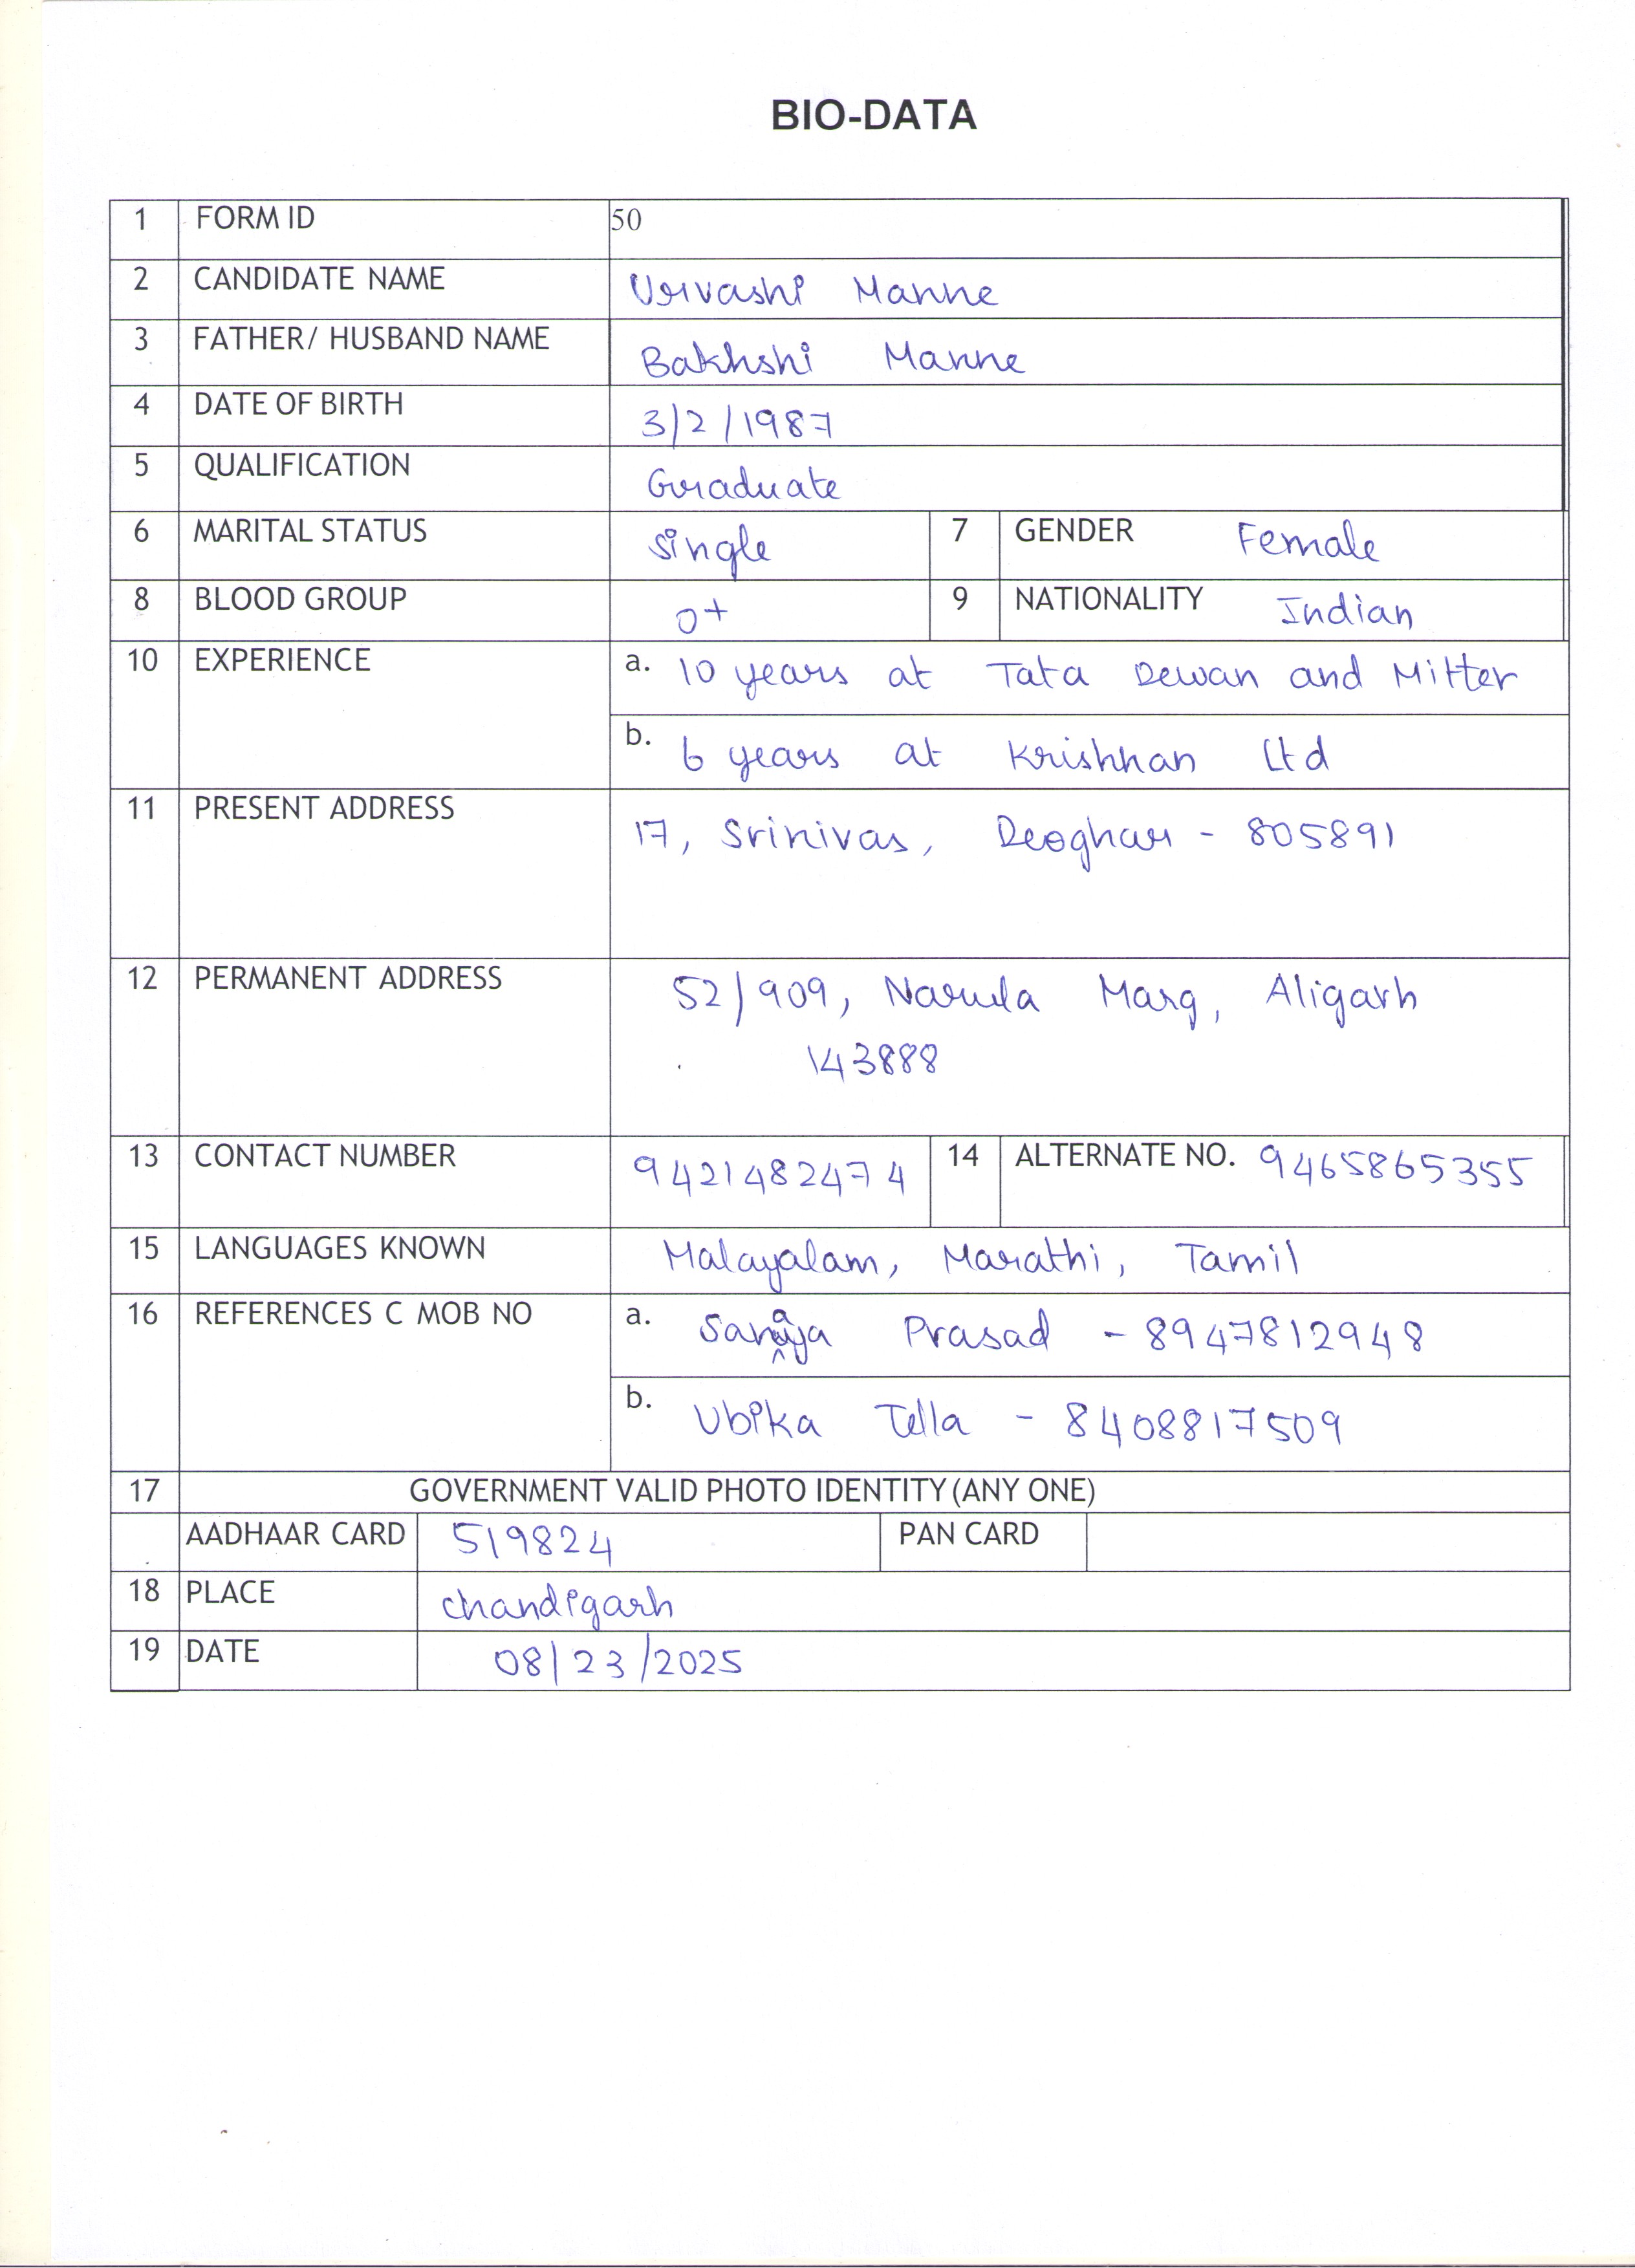 BIO-DATA
1 FORM ID 50
2 CANDIDATE NAME Urvashi Manne
3 FATHER/ HUSBAND NAME Bakhshi Manne
4 DATE OF BIRTH 3/2/1987
5 QUALIFICATION Graduate
6 MARITAL STATUS single 7 GENDER Female
8 BLOOD GROUP O+ 9 NATIONALITY Indian
10 EXPERIENCE a. 10 years at Tata Dewan and Mitter
b. 6 years at Krishnan Ltd
11 PRESENT ADDRESS 17, Srinivas, Deoghar - 805891
12 PERMANENT ADDRESS 52/909, Narula Marg, Aligarh
143888
13 CONTACT NUMBER 9421482474 14 ALTERNATE NO. 9465865355
15 LANGUAGES KNOWN Malayalam, Marathi, Tamil
16 REFERENCES C MOB NO a. Prasad - 8947812948
b. Ubika Tella - 8408817509
17 GOVERNMENT VALID PHOTO IDENTITY (ANY ONE)
AADHAAR CARD 519824 PAN CARD
18 PLACE chandigarh
19 DATE 08/23/2025